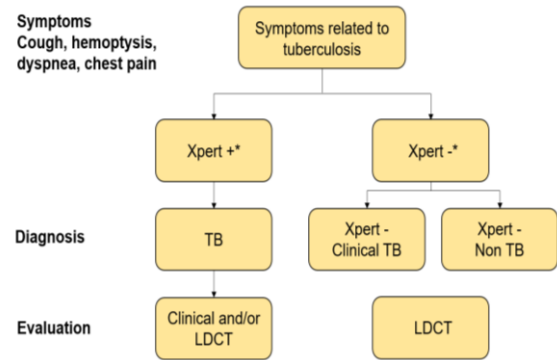 Symptoms
Cough, hemoptysis,
dyspnea, chest pain
Symptoms related to
tuberculosis
Xpert +*
Xpert -*
Diagnosis
TB
Xpert -
Clinical TB
Xpert -
Non TB
Evaluation
Clinical and/or
LDCT
LDCT